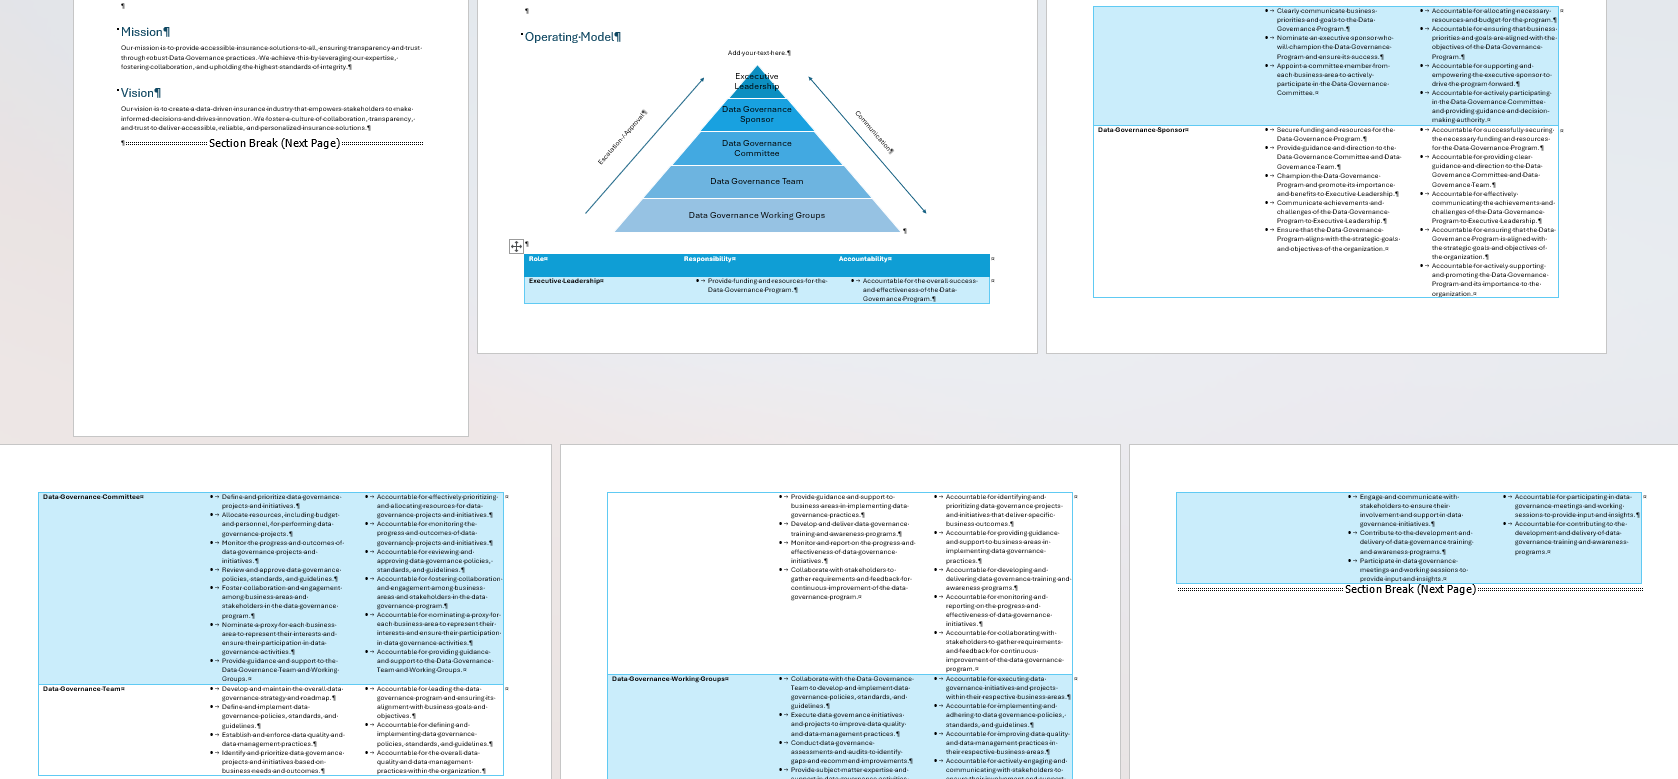 Mission¶
Our mission is to provide accessible insurance solutions to all, ensuring transparency and trust
through robust Data Governance practices. We achieve this by leveraging our expertise,
fostering collaboration, and upholding the highest standards of integrity.¶
Vision¶
Our vision is to create a data-driven insurance industry that empowers stakeholders to make
informed decisions and drives innovation. We foster a culture of collaboration, transparency,
and trust to deliver accessible, reliable, and personalized insurance solutions.¶
Section Break (Next Page)
Operating Model¶
Add your text here.¶
Excecutive
Leadership
Data Governance
Sponsor
Data Governance
Committee
Data Governance Team
Data Governance Working Groups
Escalation / Approval¶
Communication¶
Role
Responsibility
Accountability
Executive Leadership
• Provide funding and resources for the
Data Governance Program.¶
• Accountable for the overall success
and effectiveness of the Data
Governance Program.¶
• Clearly communicate business
priorities and goals to the Data
Governance Program.¶
• Nominate an executive sponsor who
will champion the Data Governance
Program and ensure its success.¶
• Appoint a committee member from
each business area to actively
participate in the Data Governance
Committee.
• Accountable for allocating necessary
resources and budget for the program.¶
• Accountable for ensuring that business
priorities and goals are aligned with the
objectives of the Data Governance
Program.¶
• Accountable for supporting and
empowering the executive sponsor to
drive the program forward.¶
• Accountable for actively participating
in the Data Governance Committee
and providing guidance and decision-
making authority.
Data Governance Sponsor
• Secure funding and resources for the
Data Governance Program.¶
• Provide guidance and direction to the
Data Governance Committee and Data
Governance Team.¶
• Champion the Data Governance
Program and promote its importance
and benefits to Executive Leadership.¶
• Communicate achievements and
challenges of the Data Governance
Program to Executive Leadership.¶
• Ensure that the Data Governance
Program aligns with the strategic goals
and objectives of the organization.
• Accountable for successfully securing
the necessary funding and resources
for the Data Governance Program.¶
• Accountable for providing clear
guidance and direction to the Data
Governance Committee and Data
Governance Team.¶
• Accountable for effectively
communicating the achievements and
challenges of the Data Governance
Program to Executive Leadership.¶
• Accountable for ensuring that the Data
Governance Program is aligned with
the strategic goals and objectives of
the organization.¶
• Accountable for actively supporting
and promoting the Data Governance
Program and its importance to the
organization.
Data Governance Committee
• Define and prioritize data governance
projects and initiatives.¶
• Allocate resources, including budget
and personnel, for performing data
governance projects.¶
• Monitor the progress and outcomes of
data governance projects and
initiatives.¶
• Review and approve data governance
policies, standards, and guidelines.¶
• Foster collaboration and engagement
among business areas and
stakeholders in the data governance
program.¶
• Nominate a proxy for each business
area to represent their interests and
ensure their participation in data
governance activities.¶
• Provide guidance and support to the
Data Governance Team and Working
Groups.
• Accountable for effectively prioritizing
and allocating resources for data
governance projects and initiatives.¶
• Accountable for monitoring the
progress and outcomes of data
governance projects and initiatives.¶
• Accountable for reviewing and
approving data governance policies,
standards, and guidelines.¶
• Accountable for fostering collaboration
and engagement among business
areas and stakeholders in the data
governance program.¶
• Accountable for nominating a proxy for
each business area to represent their
interests and ensure their participation
in data governance activities.¶
• Accountable for providing guidance
and support to the Data Governance
Team and Working Groups.
Data Governance Team
• Develop and maintain the overall data
governance strategy and roadmap.¶
• Define and implement data
governance policies, standards, and
guidelines.¶
• Establish and enforce data quality and
data management practices.¶
• Identify and prioritize data governance
projects and initiatives based on
business needs and outcomes.¶
• Accountable for leading the data
governance program and ensuring its
alignment with business goals and
objectives.¶
• Accountable for defining and
implementing data governance
policies, standards, and guidelines.¶
• Accountable for the overall data
quality and data management
practices within the organization.¶
• Provide guidance and support to
business areas in implementing data
governance practices.¶
• Develop and deliver data governance
training and awareness programs.¶
• Monitor and report on the progress and
effectiveness of data governance
initiatives.¶
• Collaborate with stakeholders to
gather requirements and feedback for
continuous improvement of the data
governance program.
• Accountable for identifying and
prioritizing data governance projects
and initiatives that deliver specific
business outcomes.¶
• Accountable for providing guidance
and support to business areas in
implementing data governance
practices.¶
• Accountable for developing and
delivering data governance training and
awareness programs.¶
• Accountable for monitoring and
reporting on the progress and
effectiveness of data governance
initiatives.¶
• Accountable for collaborating with
stakeholders to gather requirements
and feedback for continuous
improvement of the data governance
program.
Data Governance Working Groups
• Collaborate with the Data Governance
Team to develop and implement data
governance policies, standards, and
guidelines.¶
• Execute data governance initiatives
and projects to improve data quality
and data management practices.¶
• Conduct data governance
assessments and audits to identify
gaps and recommend improvements.¶
• Provide subject matter expertise and
• Accountable for executing data
governance initiatives and projects
within their respective business areas.¶
• Accountable for implementing and
adhering to data governance policies,
standards, and guidelines.¶
• Accountable for improving data quality
and data management practices in
their respective business areas.¶
• Accountable for actively engaging and
communicating with stakeholders to
• Engage and communicate with
stakeholders to ensure their
involvement and support in data
governance initiatives.¶
• Contribute to the development and
delivery of data governance training
and awareness programs.¶
• Participate in data governance
meetings and working sessions to
provide input and insights.
• Accountable for participating in data
governance meetings and working
sessions to provide input and insights.¶
• Accountable for contributing to the
development and delivery of data
governance training and awareness
programs.
Section Break (Next Page)